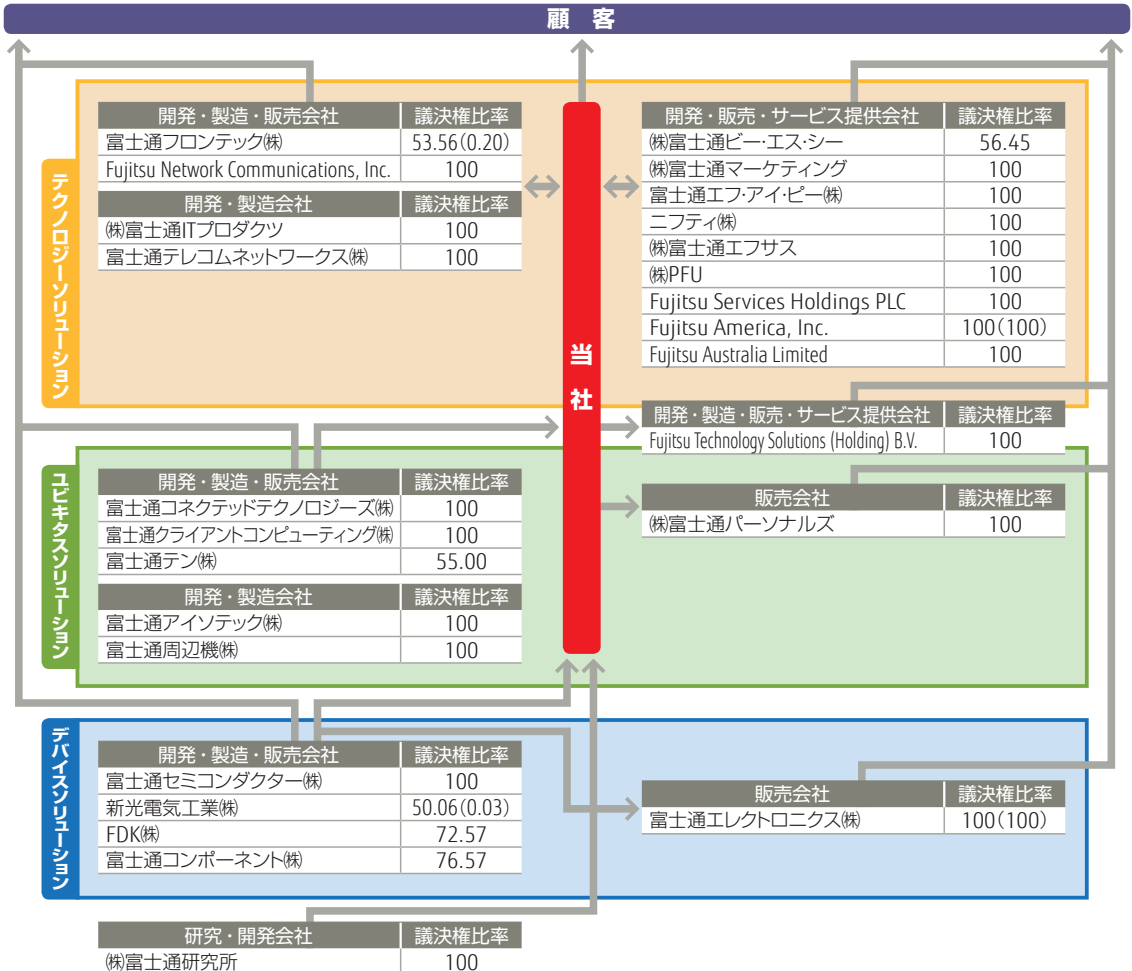 顧 客
テクノロジーソリューション
開発・製造・販売会社 議決権比率
富士通フロンテック㈱ 53.56(0.20)
Fujitsu Network Communications, Inc. 100
開発・製造会社 議決権比率
㈱富士通ITプロダクツ 100
富士通テレコムネットワークス㈱ 100
当社
開発・販売・サービス提供会社 議決権比率
㈱富士通ビー・エス・シー 56.45
㈱富士通マーケティング 100
富士通エフ・アイ・ピー㈱ 100
ニフティ㈱ 100
㈱富士通エフサス 100
㈱PFU 100
Fujitsu Services Holdings PLC 100
Fujitsu America, Inc. 100(100)
Fujitsu Australia Limited 100
開発・製造・販売・サービス提供会社 議決権比率
Fujitsu Technology Solutions (Holding) B.V. 100
ユビキタスソリューション
開発・製造・販売会社 議決権比率
富士通コネクテッドテクノロジーズ㈱ 100
富士通クライアントコンピューティング㈱ 100
富士通テン㈱ 55.00
開発・製造会社 議決権比率
富士通アイソテック㈱ 100
富士通周辺機㈱ 100
販売会社 議決権比率
㈱富士通パーソナルズ 100
デバイスソリューション
開発・製造・販売会社 議決権比率
富士通セミコンダクター㈱ 100
新光電気工業㈱ 50.06(0.03)
FDK㈱ 72.57
富士通コンポーネント㈱ 76.57
販売会社 議決権比率
富士通エレクトロニクス㈱ 100(100)
研究・開発会社 議決権比率
㈱富士通研究所 100